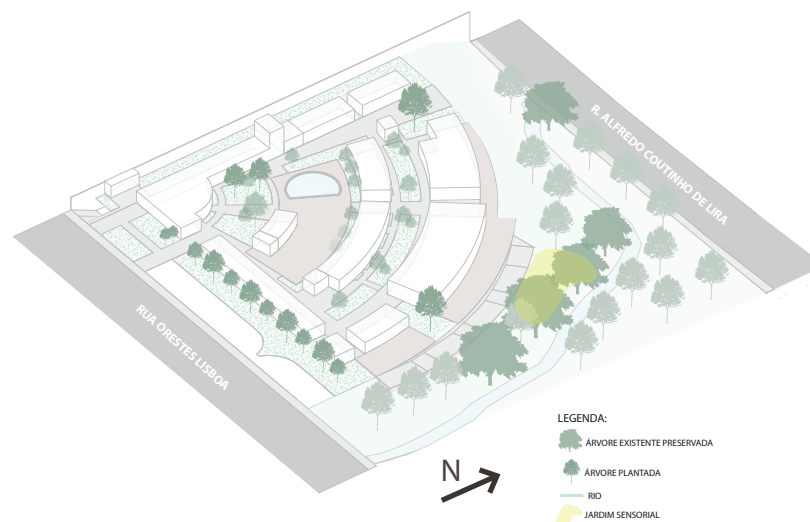 R. ALFREDO COUTINHO DE LIRA
RUA ORESTES LISBOA
LEGENDA:
ÁRVORE EXISTENTE PRESERVADA
N
ÁRVORE PLANTADA
RIO
JARDIM SENSORIAL